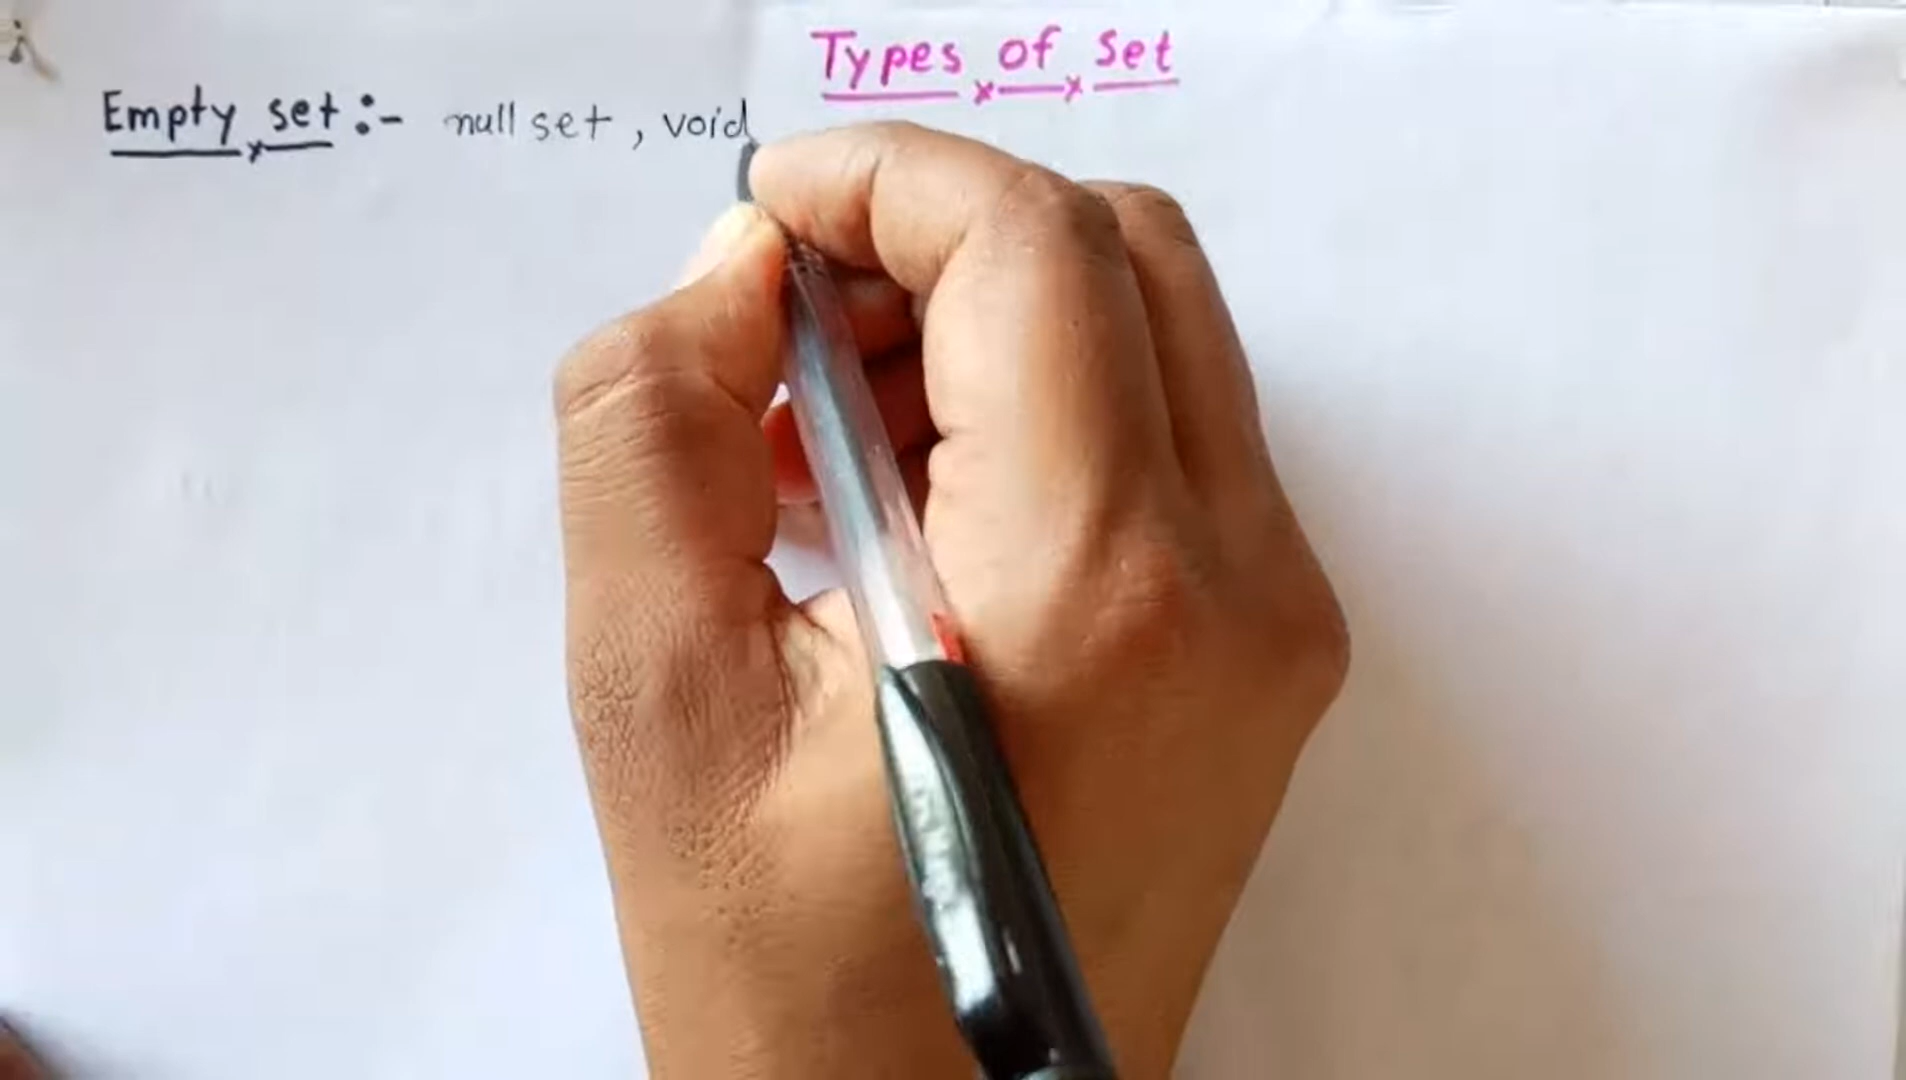 Types of Set
Empty set :- null set , void